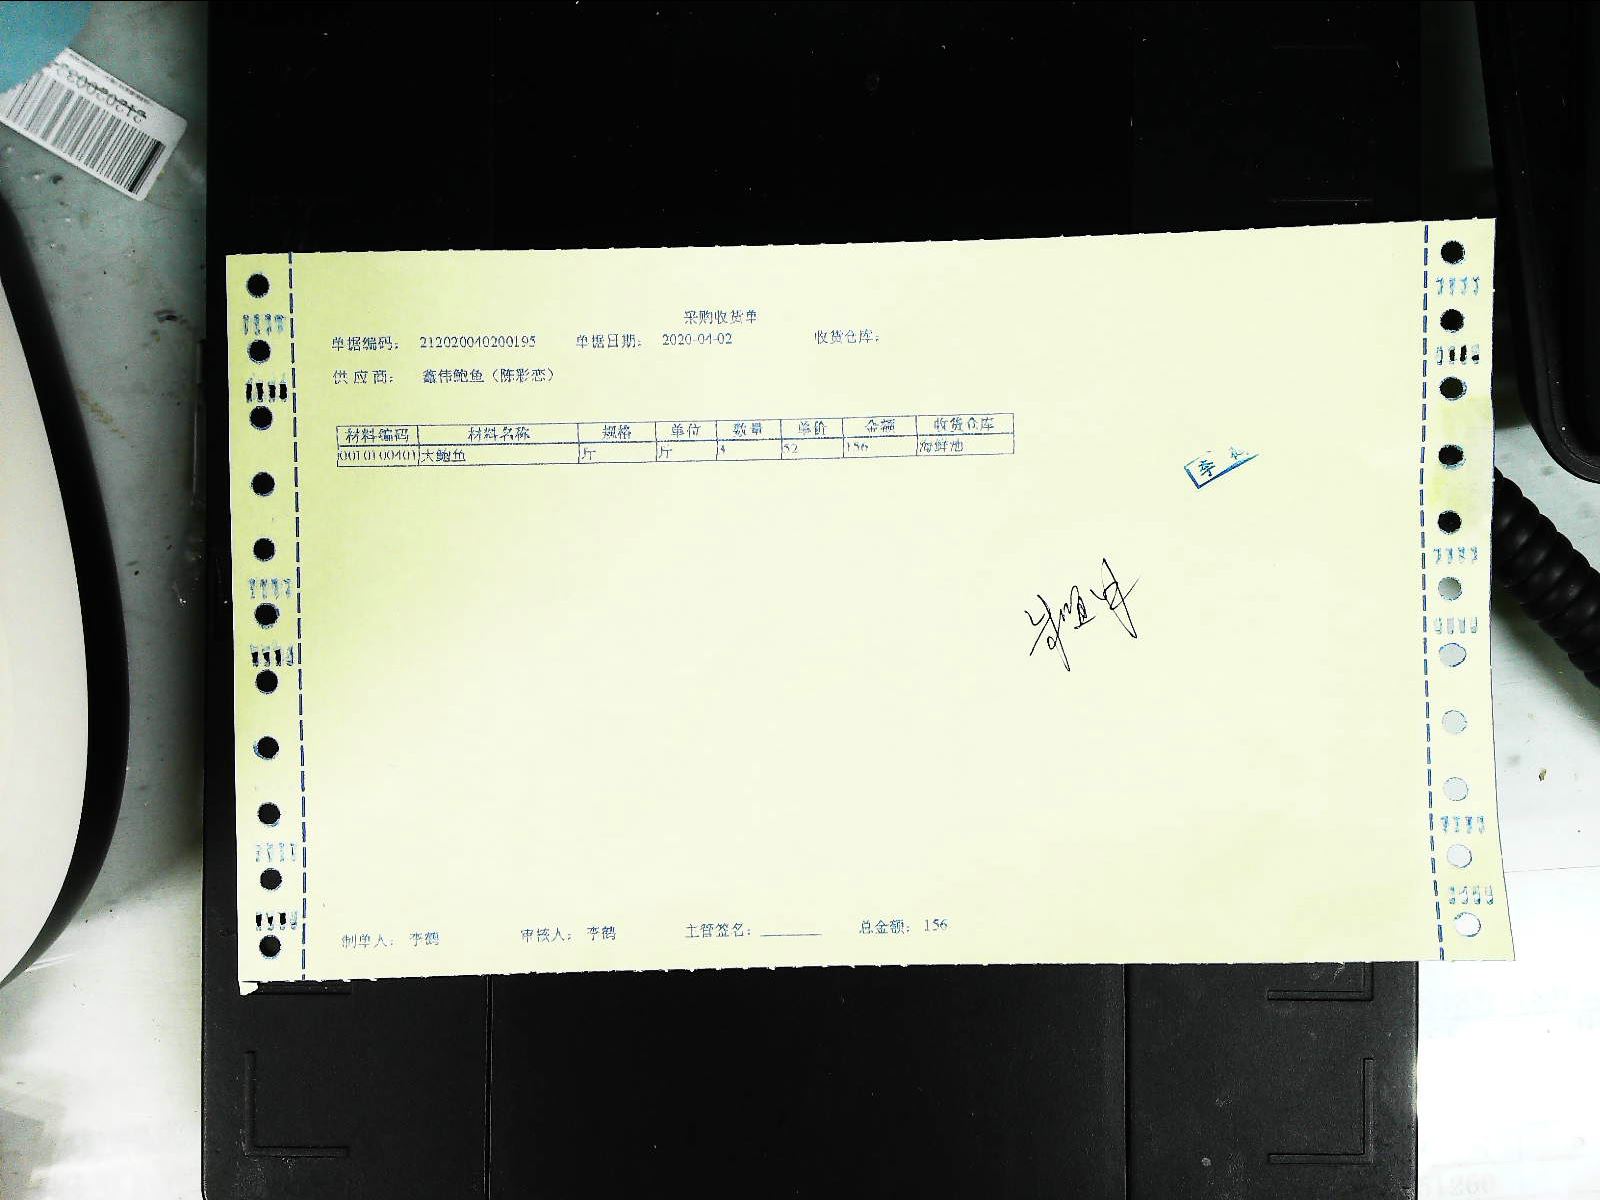 采购收货单
单据编码： 212020040200195 单据日期： 2020-04-02 收货仓库：
供应商： 鑫伟鲍鱼（陈彩恋）
材料编码 材料名称 规格 单位 数量 单价 金额 收货仓库
大鲍鱼 斤 斤 52 156 海鲜池
制单人： 李鹤 审核人： 李鹤 主管签名： 总金额： 156